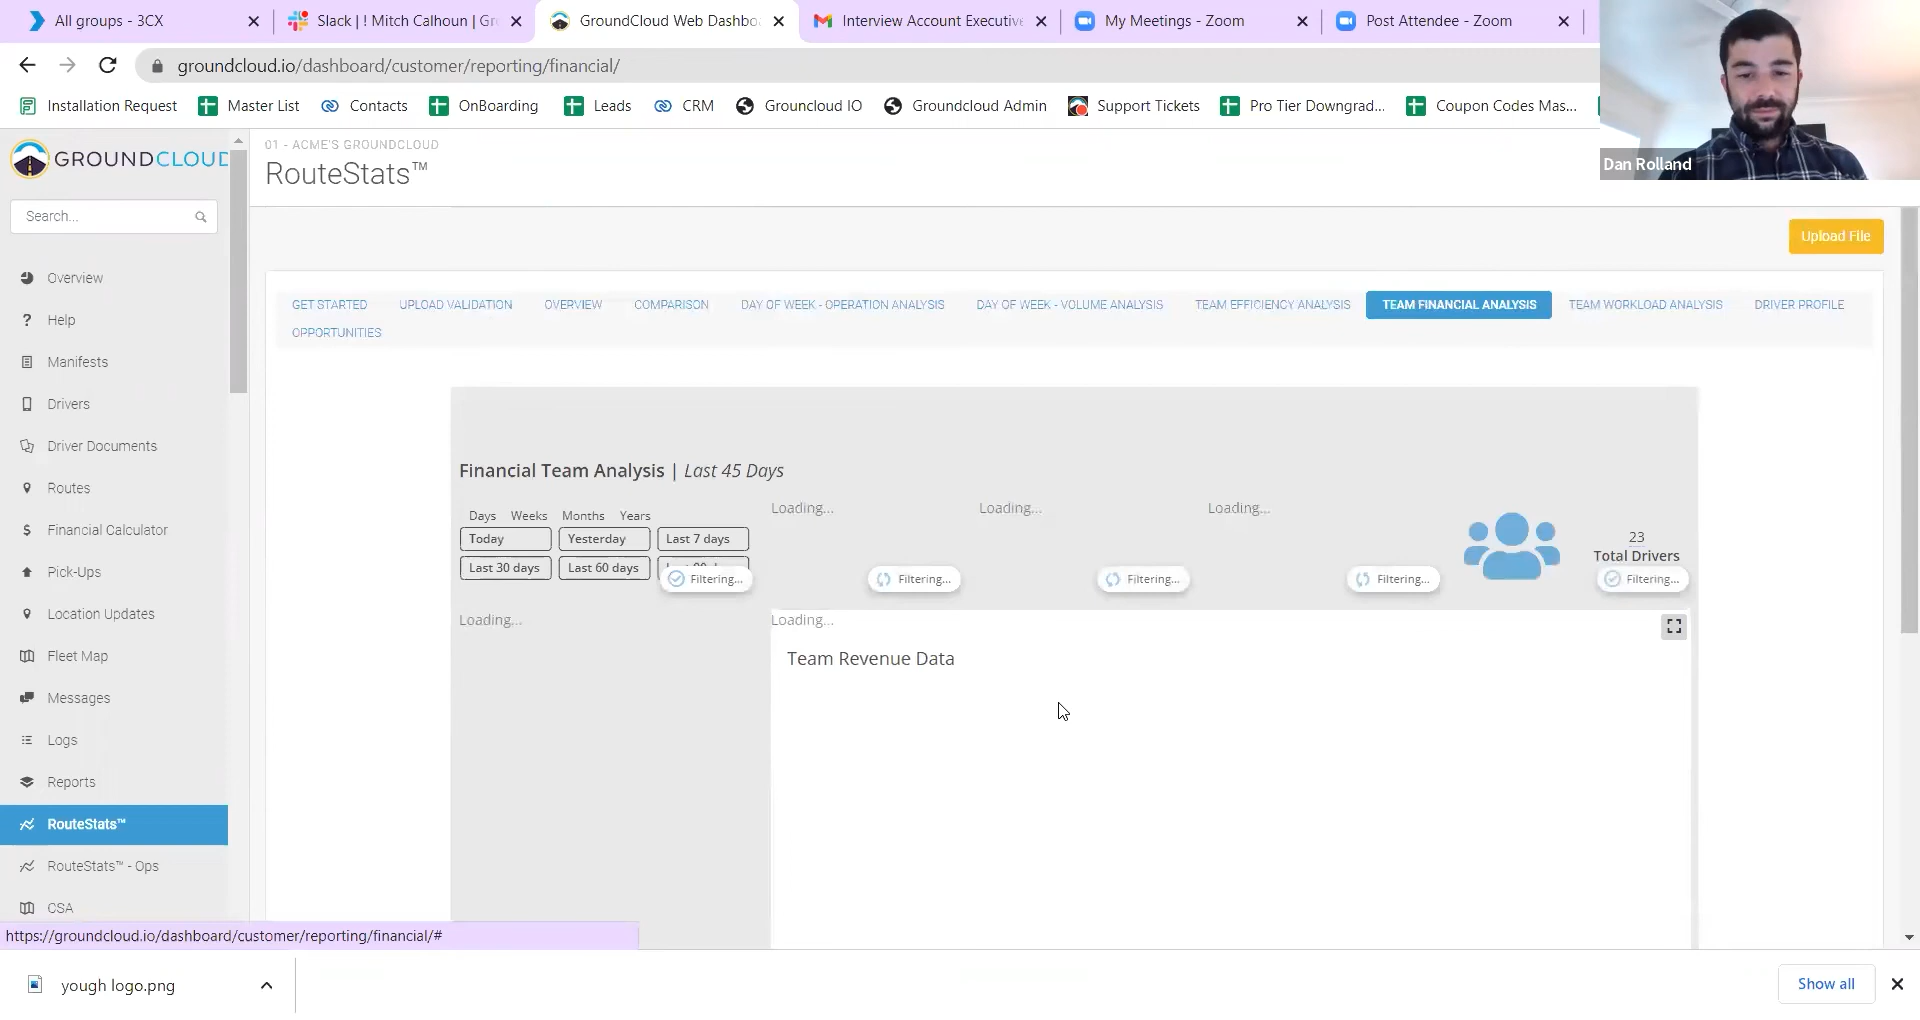 All groups - 3CX
Slack | ! Mitch Calhoun | Gr
GroundCloud Web Dashbo
Interview Account Executive
My Meetings - Zoom
Post Attendee - Zoom
groundcloud.io/dashboard/customer/reporting/financial/
Installation Request
Master List
Contacts
OnBoarding
Leads
CRM
Grouncloud IO
Groundcloud Admin
Support Tickets
Pro Tier Downgrad...
Coupon Codes Mas...
Dan Rolland
GROUNDCLOUD
01 - ACME'S GROUNDCLOUD
RouteStats™
Search...
Upload File
Overview
Help
Manifests
Drivers
Driver Documents
Routes
Financial Calculator
Pick-Ups
Location Updates
Fleet Map
Messages
Logs
Reports
RouteStats™
RouteStats™ - Ops
CSA
GET STARTED
UPLOAD VALIDATION
OVERVIEW
COMPARISON
DAY OF WEEK - OPERATION ANALYSIS
DAY OF WEEK - VOLUME ANALYSIS
TEAM EFFICIENCY ANALYSIS
TEAM FINANCIAL ANALYSIS
TEAM WORKLOAD ANALYSIS
DRIVER PROFILE
OPPORTUNITIES
Financial Team Analysis | Last 45 Days
Days Weeks Months Years
Today Yesterday Last 7 days
Last 30 days Last 60 days
Filtering...
Loading...
Filtering...
Loading...
Filtering...
Loading...
Filtering...
23
Total Drivers
Filtering...
Loading...
Loading...
Team Revenue Data
https://groundcloud.io/dashboard/customer/reporting/financial/#
yough logo.png
Show all